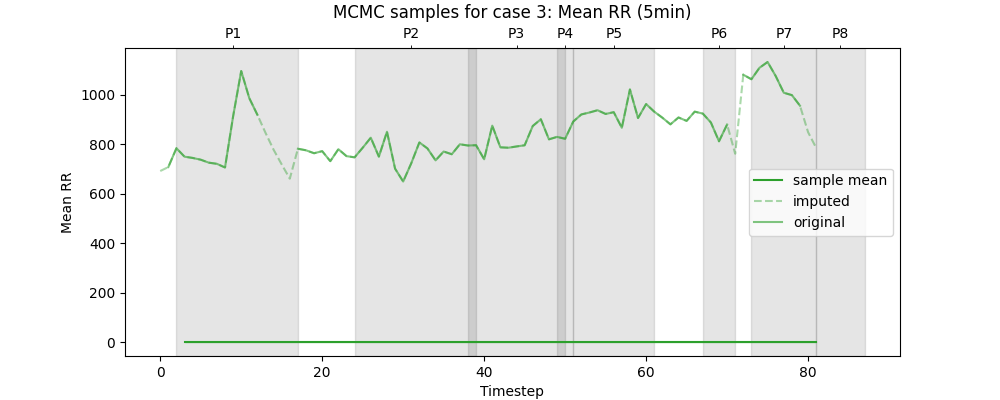 MCMC samples for case 3: Mean RR (5min)
P1 P2 P3 P4 P5 P6 P7 P8
1000
800
600
400
200
0
Mean RR
sample mean
imputed
original
0 20 40 60 80
Timestep